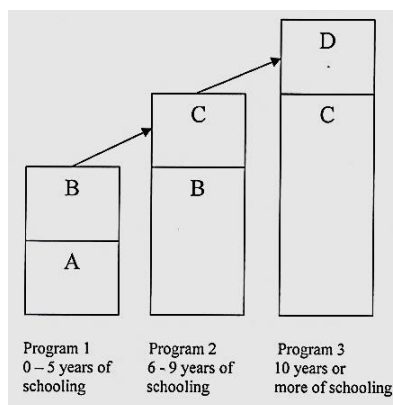 D
C
C
B
B
A
Program 1
0 – 5 years of
schooling
Program 2
6 - 9 years of
schooling
Program 3
10 years or
more of schooling